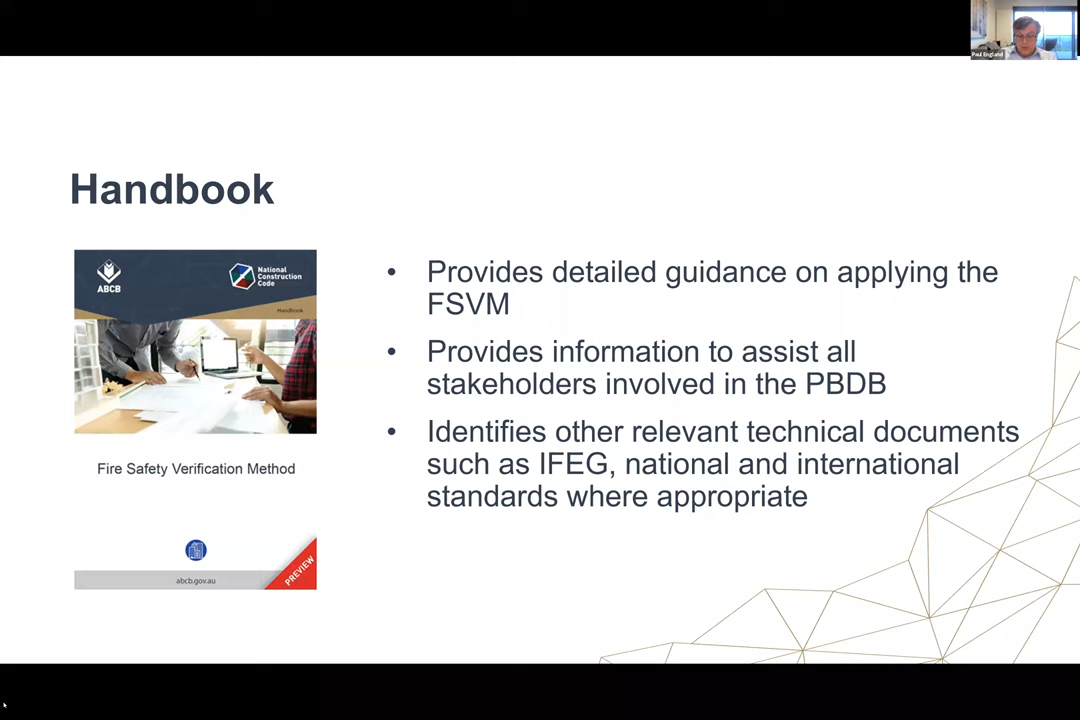 Paul England
Handbook
ABCB
National
Construction
Code
Handbook
Fire Safety Verification Method
abcb.gov.au
PREVIEW
• Provides detailed guidance on applying the
FSVM
• Provides information to assist all
stakeholders involved in the PBDB
• Identifies other relevant technical documents
such as IFEG, national and international
standards where appropriate